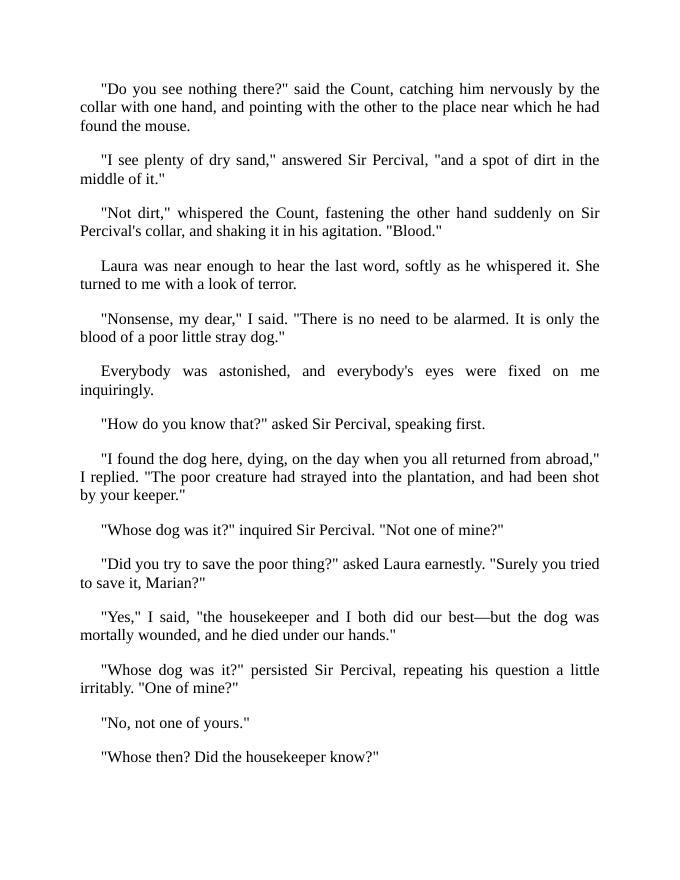 "Do you see nothing there?" said the Count, catching him nervously by the
collar with one hand, and pointing with the other to the place near which he had
found the mouse.
"I see plenty of dry sand," answered Sir Percival, "and a spot of dirt in the
middle of it."
"Not dirt," whispered the Count, fastening the other hand suddenly on Sir
Percival's collar, and shaking it in his agitation. "Blood."
Laura was near enough to hear the last word, softly as he whispered it. She
turned to me with a look of terror.
"Nonsense, my dear," I said. "There is no need to be alarmed. It is only the
blood of a poor little stray dog."
Everybody was astonished, and everybody's eyes were fixed on me
inquiringly.
"How do you know that?" asked Sir Percival, speaking first.
"I found the dog here, dying, on the day when you all returned from abroad,"
I replied. "The poor creature had strayed into the plantation, and had been shot
by your keeper."
"Whose dog was it?" inquired Sir Percival. "Not one of mine?"
"Did you try to save the poor thing?" asked Laura earnestly. "Surely you tried
to save it, Marian?"
"Yes," I said, "the housekeeper and I both did our best—but the dog was
mortally wounded, and he died under our hands."
"Whose dog was it?" persisted Sir Percival, repeating his question a little
irritably. "One of mine?"
"No, not one of yours."
"Whose then? Did the housekeeper know?"